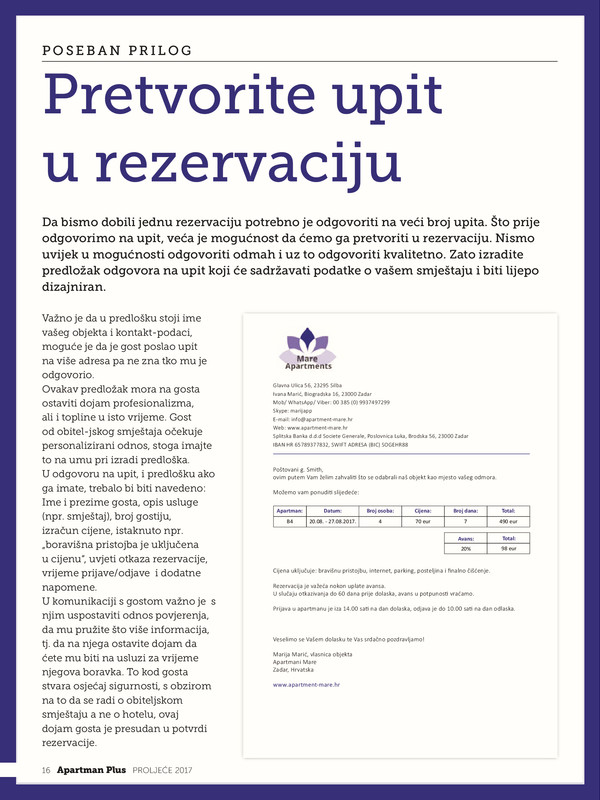 POSEBAN PRILOG
Pretvorite upit
u rezervaciju
Da bismo dobili jednu rezervaciju potrebno je odgovoriti na veći broj upita. Što prije
odgovorimo na upit, veća je mogućnost da ćemo ga pretvoriti u rezervaciju. Nismo
uvijek u mogućnosti odgovoriti odmah i uz to odgovoriti kvalitetno. Zato izradite
predložak odgovora na upit koji će sadržavati podatke o vašem smještaju i biti lijepo
dizajniran.
Važno je da u predlošku stoji ime
vašeg objekta i kontakt-podaci,
moguće je da je gost poslao upit
na više adresa pa ne zna tko mu je
odgovorio.
Ovakav predložak mora na gosta
ostaviti dojam profesionalizma,
ali i topline u isto vrijeme. Gost
od obitel-jskog smještaja očekuje
personalizirani odnos, stoga imajte
to na umu pri izradi predloška.
U odgovoru na upit, i predlošku ako
ga imate, trebalo bi biti navedeno:
Ime i prezime gosta, opis usluge
(npr. smještaj), broj gostiju,
izračun cijene, istaknuto npr.
„boravišna pristojba je uključena
u cijenu“, uvjeti otkaza rezervacije,
vrijeme prijave/odjave i dodatne
napomene.
U komunikaciji s gostom važno je s
njim uspostaviti odnos povjerenja,
da mu pružite što više informacija,
tj. da na njega ostavite dojam da
ćete mu biti na usluzi za vrijeme
njegova boravka. To kod gosta
stvara osjećaj sigurnosti, s obzirom
na to da se radi o obiteljskom
smještaju a ne o hotelu, ovaj
dojam gosta je presudan u potvrdi
rezervacije.
Mare
Apartments
Glavna Ulica 56, 23295 Silba
Ivana Marić, Biogradska 16, 23000 Zadar
Mob/ WhatsApp/ Viber: 00 385 (0) 9937497299
Skype: marijapp
E-mail: info@apartment-mare.hr
Web: www.apartment-mare.hr
Splitska Banka d.d.d Societe Generale, Poslovnica Luka, Brodska 56, 23000 Zadar
IBAN HR 65789377832, SWIFT ADRESA (BIC) SOGEHR88
Poštovani g. Smith,
ovim putem Vam želim zahvaliti što se odabrali naš objekt kao mjesto vašeg odmora.
Možemo vam ponuditi slijedeće:
Apartman: Datum: Broj osoba: Cijena: Broj dana: Total:
B4 20.08. - 27.08.2017. 4 70 eur 7 490 eur
Avans: Total:
20% 98 eur
Cijena uključuje: bravišnu pristojbu, internet, parking, posteljina i finalno čišćenje.
Rezervacija je važeća nakon uplate avansa.
U slučaju otkazivanja do 60 dana prije dolaska, avans u potpunosti vraćamo.
Prijava u apartmanu je iza 14.00 sati na dan dolaska, odjava je do 10.00 sati na dan odlaska.
Veselimo se Vašem dolasku te Vas srdačno pozdravljamo!
Marija Marić, vlasnica objekta
Apartmani Mare
Zadar, Hrvatska
www.apartment-mare.hr
16 Apartman Plus PROLJEĆE 2017